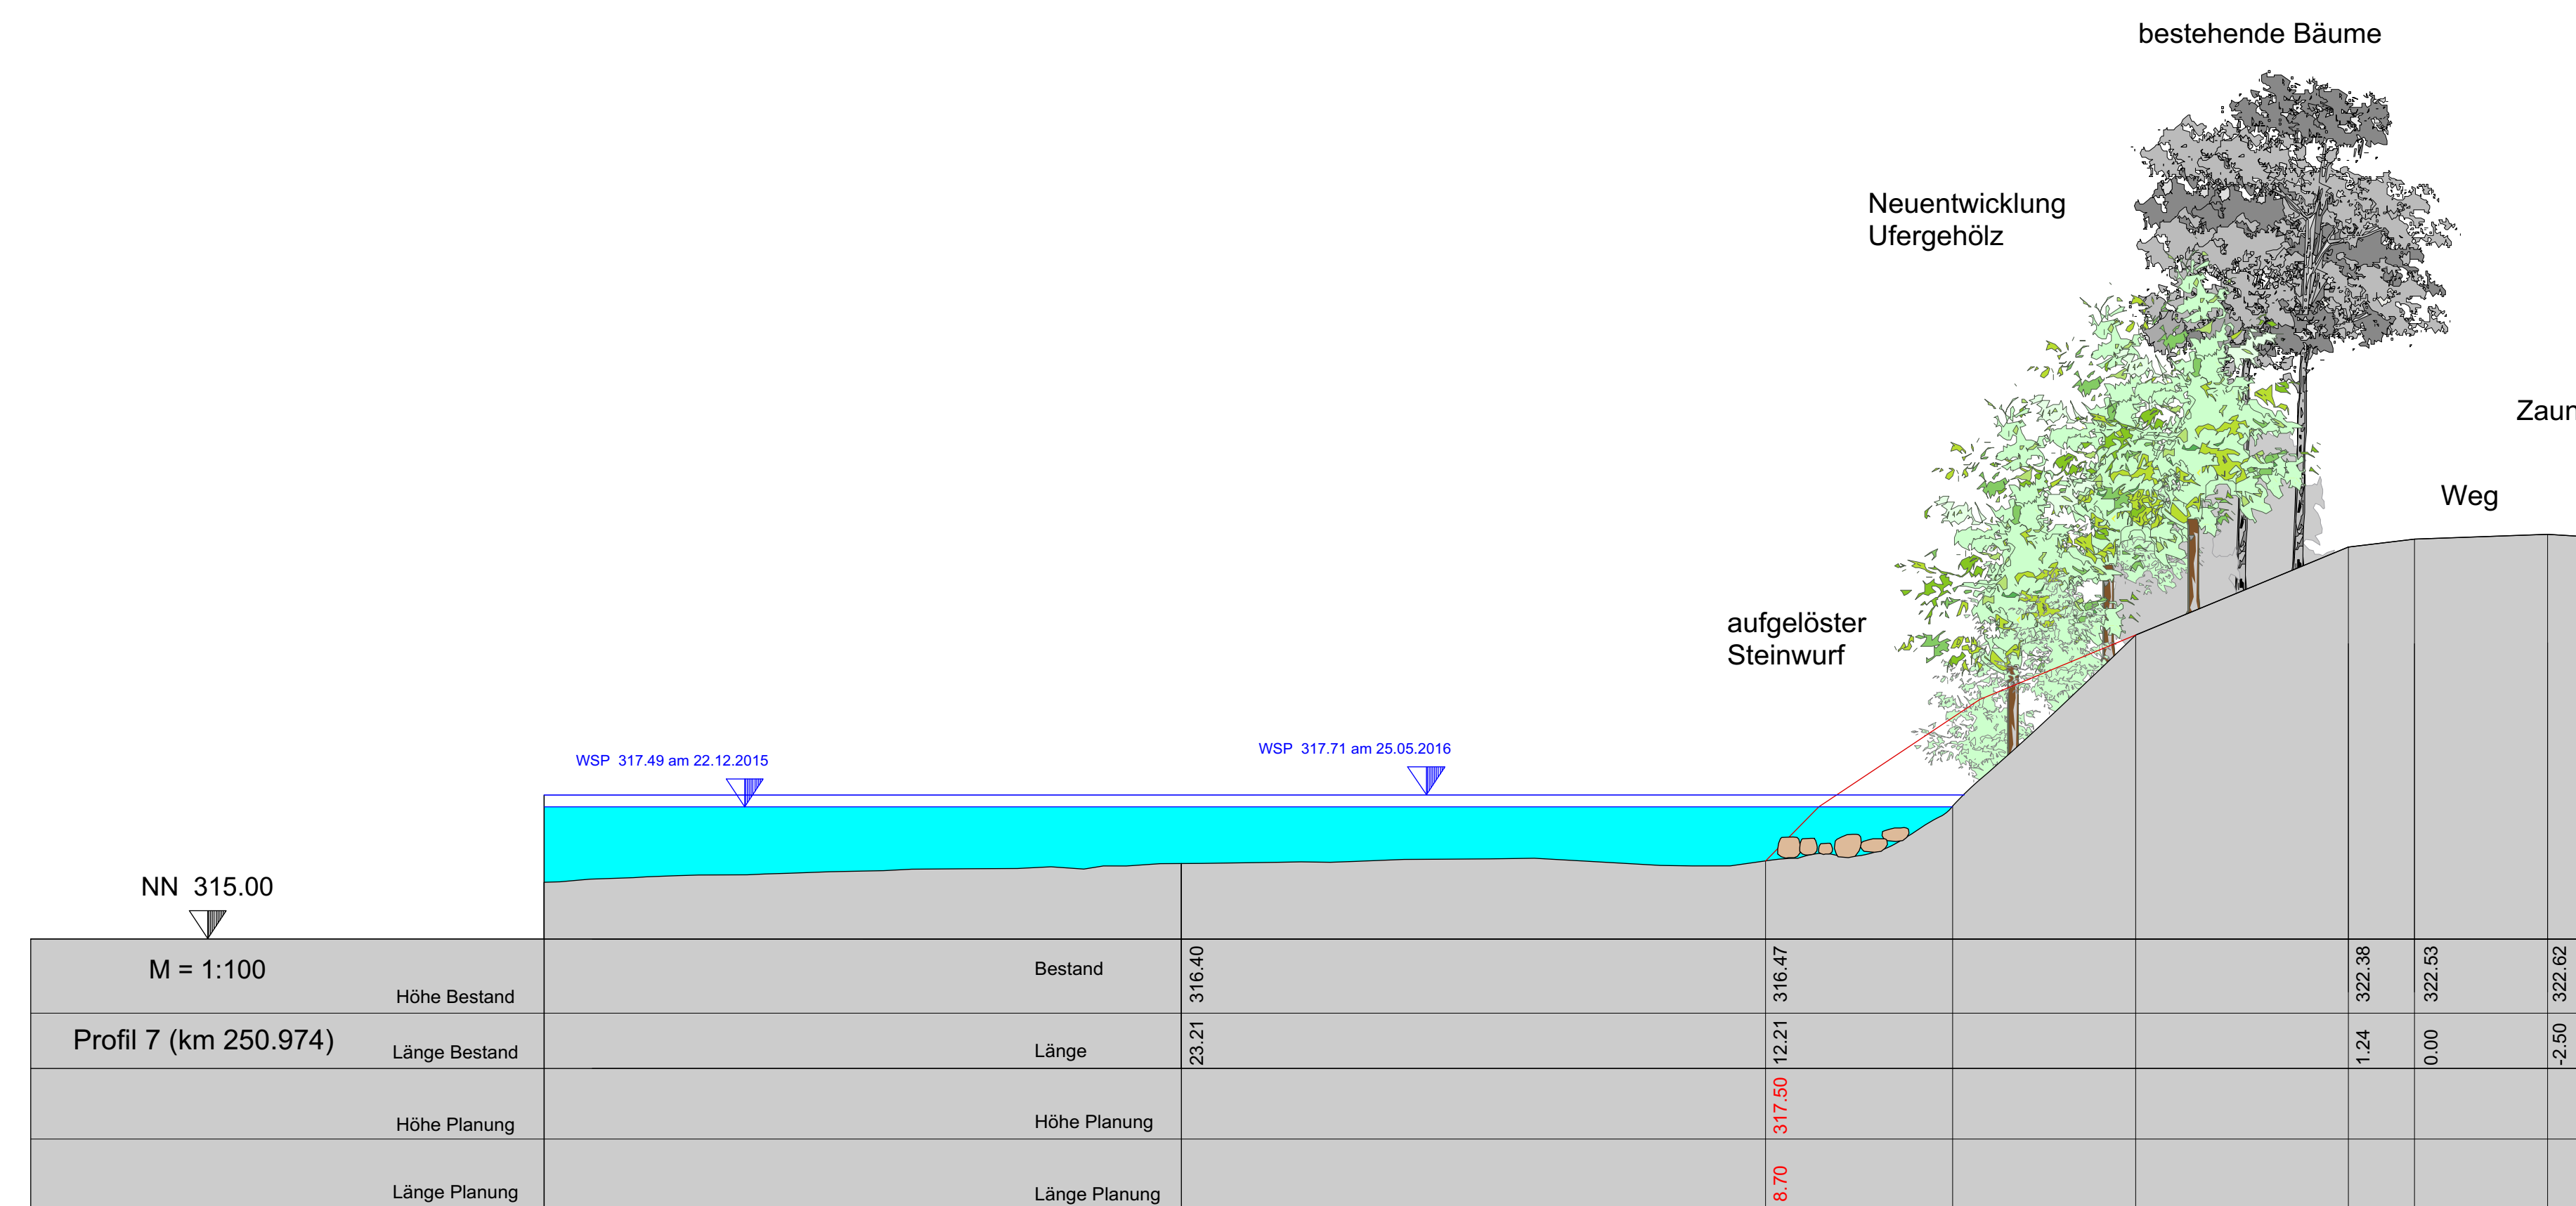 bestehende Bäume
Neuentwicklung
Ufergehölz
Zaun
Weg
aufgelöster
Steinwurf
WSP 317.49 am 22.12.2015
WSP 317.71 am 25.05.2016
NN 315.00
M = 1:100
Höhe Bestand
Bestand
316.40
316.47
322.38
322.53
322.62
Profil 7 (km 250.974)
Länge Bestand
Länge
23.21
12.21
1.24
0.00
-2.50
Höhe Planung
Höhe Planung
317.50
Länge Planung
Länge Planung
8.70